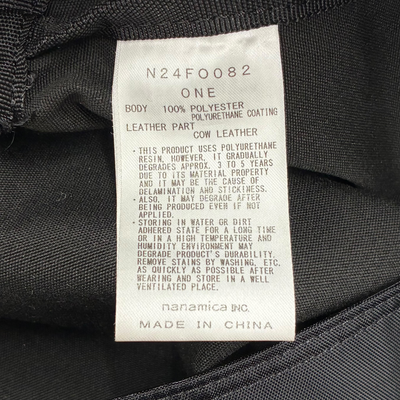 N24F0082
ONE
BODY 100% POLYESTER
POLYURETHANE COATING
LEATHER PART
COW LEATHER
・THIS PRODUCT USES POLYURETHANE
RESIN. HOWEVER, IT GRADUALLY
DEGRADES APPROX. 3 TO 5 YEARS
DUE TO ITS MATERIAL PROPERTY
AND IT MAY BE THE CAUSE OF
DELAMINATION AND STICKINESS.
・ALSO, IT MAY DEGRADE AFTER
BEING PRODUCED EVEN IF NOT
APPLIED.
・STORING IN WATER OR DIRT
ADHERED STATE FOR A LONG TIME
OR IN A HIGH TEMPERATURE AND
HUMIDITY ENVIRONMENT MAY
DEGRADE PRODUCT'S DURABILITY.
REMOVE STAINS BY WASHING, ETC.
AS QUICKLY AS POSSIBLE AFTER
WEARING AND STORE IN A WELL
VENTILATED PLACE.
nanamica INC.
MADE IN CHINA